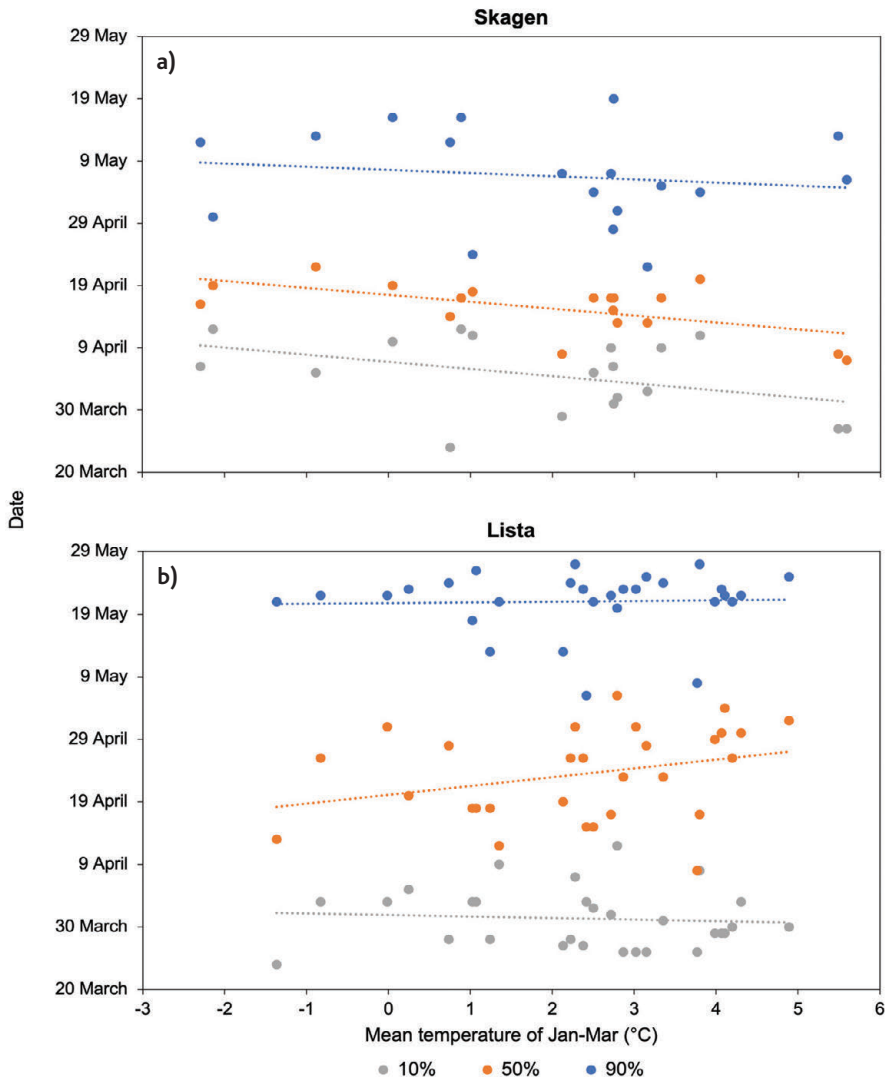 Skagen
a)
29 May
19 May
9 May
29 April
19 April
9 April
30 March
20 March
Date
Lista
b)
29 May
19 May
9 May
29 April
19 April
9 April
30 March
20 March
-3 -2 -1 0 1 2 3 4 5 6
Mean temperature of Jan-Mar (°C)
10% 50% 90%